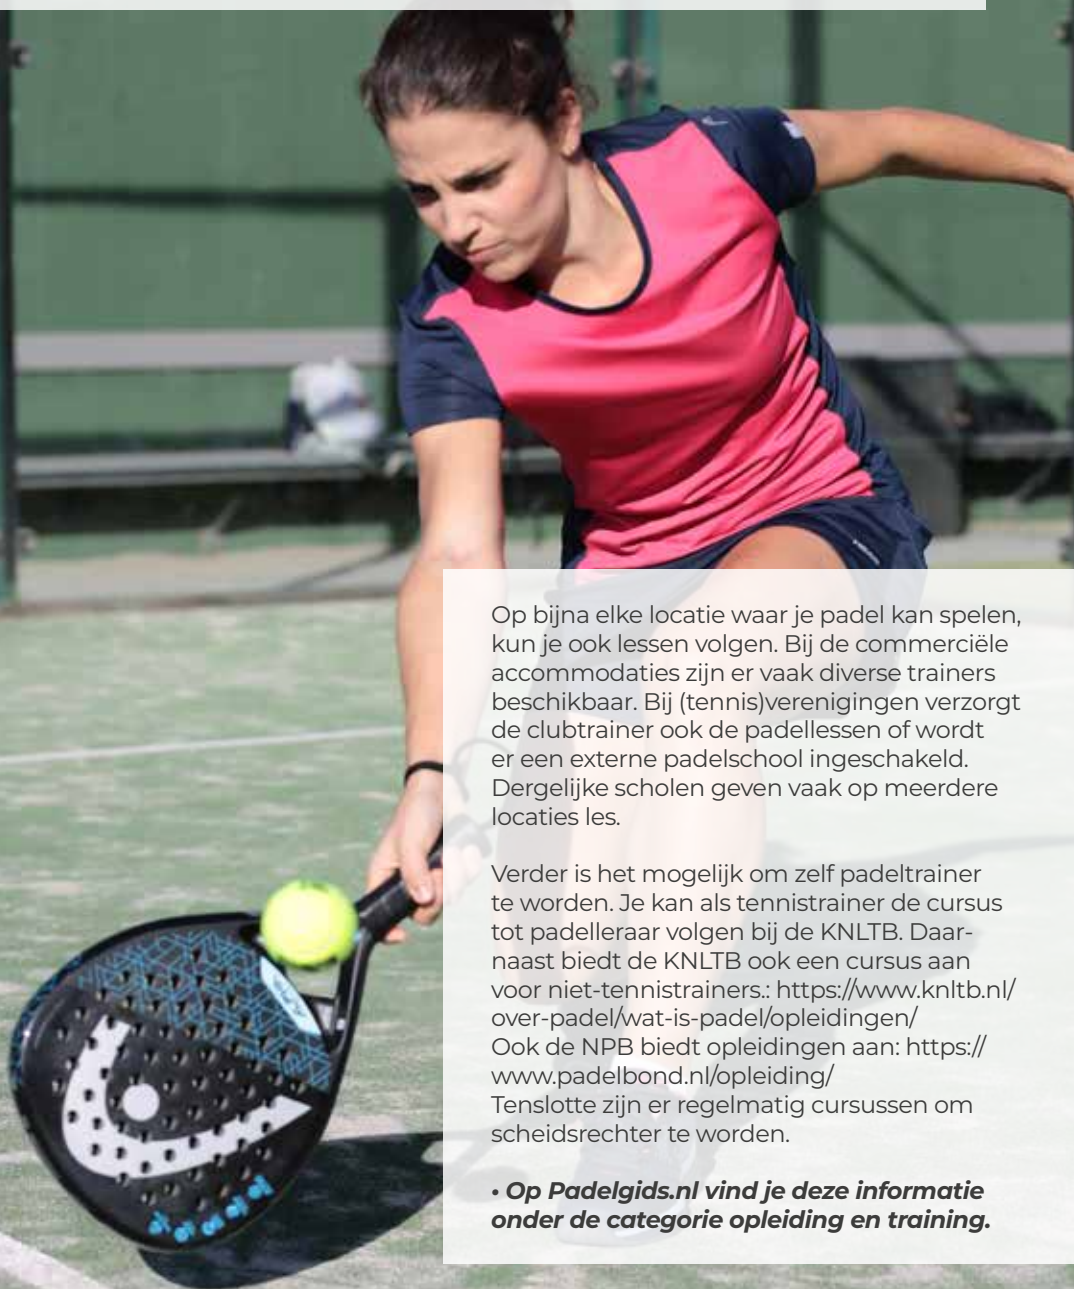 Op bijna elke locatie waar je padel kan spelen,
kun je ook lessen volgen. Bij de commerciële
accommodaties zijn er vaak diverse trainers
beschikbaar. Bij (tennis)verenigingen verzorgt
de clubtrainer ook de padellessen of wordt
er een externe padelschool ingeschakeld.
Dergelijke scholen geven vaak op meerdere
locaties les.
Verder is het mogelijk om zelf padeltrainer
te worden. Je kan als tennistrainer de cursus
tot padelleraar volgen bij de KNLTB. Daar-
naast biedt de KNLTB ook een cursus aan
voor niet-tennistrainers.: https://www.knltb.nl/
over-padel/wat-is-padel/opleidingen/
Ook de NPB biedt opleidingen aan: https://
www.padelbond.nl/opleiding/
Tenslotte zijn er regelmatig cursussen om
scheidsrechter te worden.
• Op Padelgids.nl vind je deze informatie
onder de categorie opleiding en training.